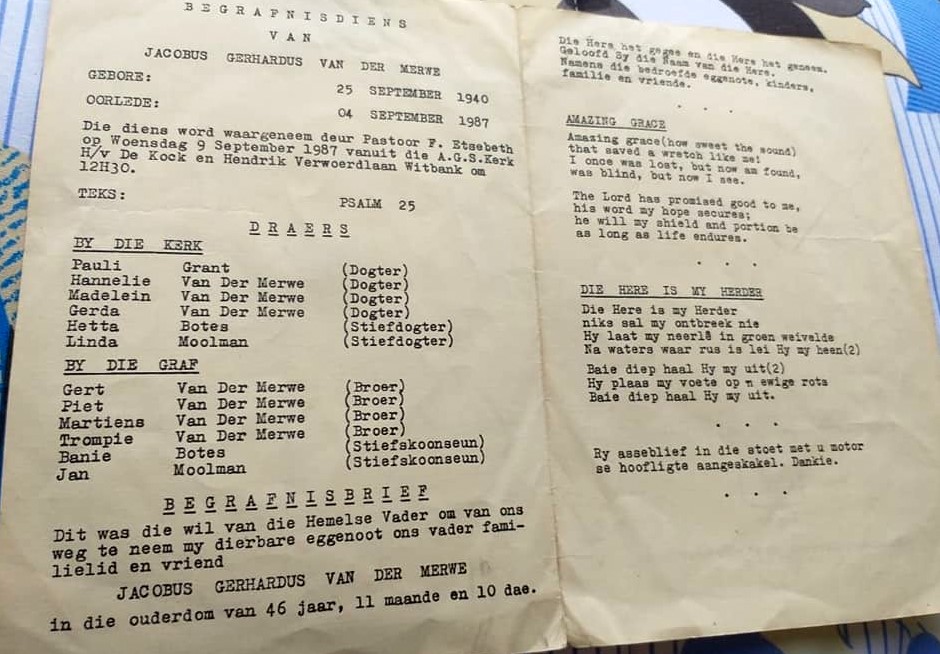 BEGRAFNISDIENS
VAN
JACOBUS GERHARDUS VAN DER MERWE
GEBORE: 25 SEPTEMBER 1940
OORLEDE: 04 SEPTEMBER 1987
Die diens word waargeneem deur Pastoor F. Etsebeth
op Woensdag 9 September 1987 vanuit die A.G.S.Kerk
H/v De Kock en Hendrik Verwoerdlaan Witbank om
12H30.
TEKS: PSALM 25
DRAERS
BY DIE KERK
Pauli Grant (Dogter)
Hannelie Van Der Merwe (Dogter)
Madelein Van Der Merwe (Dogter)
Gerda Van Der Merwe (Dogter)
Hetta Botes (Stiefdogter)
Linda Moolman (Stiefdogter)
BY DIE GRAF
Gert Van Der Merwe (Broer)
Piet Van Der Merwe (Broer)
Martiens Van Der Merwe (Broer)
Trompie Van Der Merwe (Broer)
Banie Botes (Stiefskoonseun)
Jan Moolman (Stiefskoonseun)
BEGRAFNISBRIEF
Dit was die wil van die Hemelse Vader om van ons
weg te neem my dierbare eggenoot ons vader fami-
lielid en vriend
JACOBUS GERHARDUS VAN DER MERWE
in die ouderdom van 46 jaar, 11 maande en 10 dae.
Die Here het gegee en die Here het geneem.
Geloofd Sy die Naam van die Here.
Namens die bedroefde eggenote, kinders,
familie en vriende.
. . .
AMAZING GRACE
Amazing grace(how sweet the sound)
that saved a wretch like me!
I once was lost, but now am found,
was blind, but now I see.
The Lord has promised good to me,
his word my hope secures;
he will my shield and portion be
as long as life endures.
. . .
DIE HERE IS MY HERDER
Die Here is my Herder
niks sal my ontbreek nie
Hy laat my neerlê in groen weivelde
Na waters waar rus is lei Hy my heen(2)
Baie diep haal Hy my uit(2)
Hy plaas my voete op n ewige rots
Baie diep haal Hy my uit.
. . .
Ry asseblief in die stoet met u motor
se hoofligte aangeskakel. Dankie.
. . .